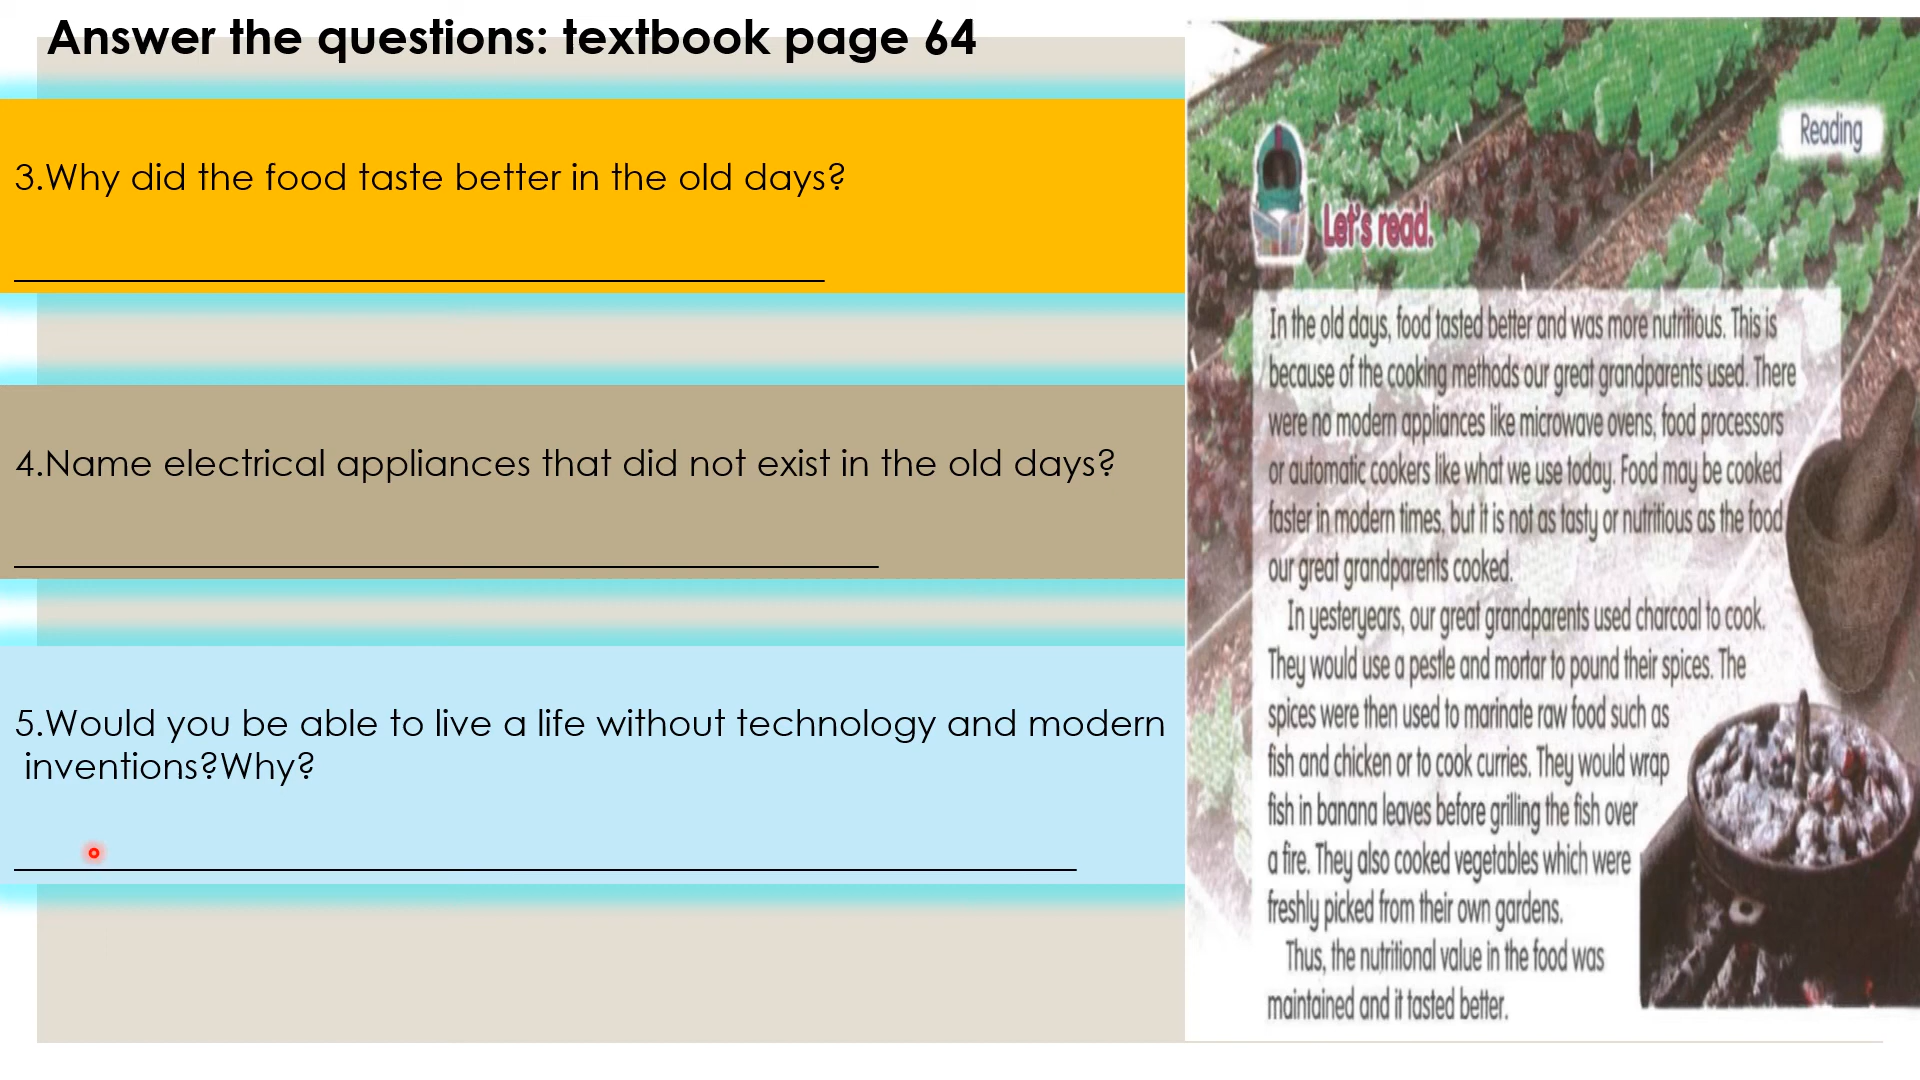 Answer the questions: textbook page 64
3.Why did the food taste better in the old days?
4.Name electrical appliances that did not exist in the old days?
5.Would you be able to live a life without technology and modern
inventions?Why?
Reading
Let's read.
In the old days, food tasted better and was more nutritious. This is
because of the cooking methods our great grandparents used. There
were no modern appliances like microwave ovens, food processors
or automatic cookers like what we use today. Food may be cooked
faster in modern times, but it is not as tasty or nutritious as the food
our great grandparents cooked.
In yesteryears, our great grandparents used charcoal to cook.
They would use a pestle and mortar to pound their spices. The
spices were then used to marinate raw food such as
fish and chicken or to cook curries. They would wrap
fish in banana leaves before grilling the fish over
a fire. They also cooked vegetables which were
freshly picked from their own gardens.
Thus, the nutritional value in the food was
maintained and it tasted better.